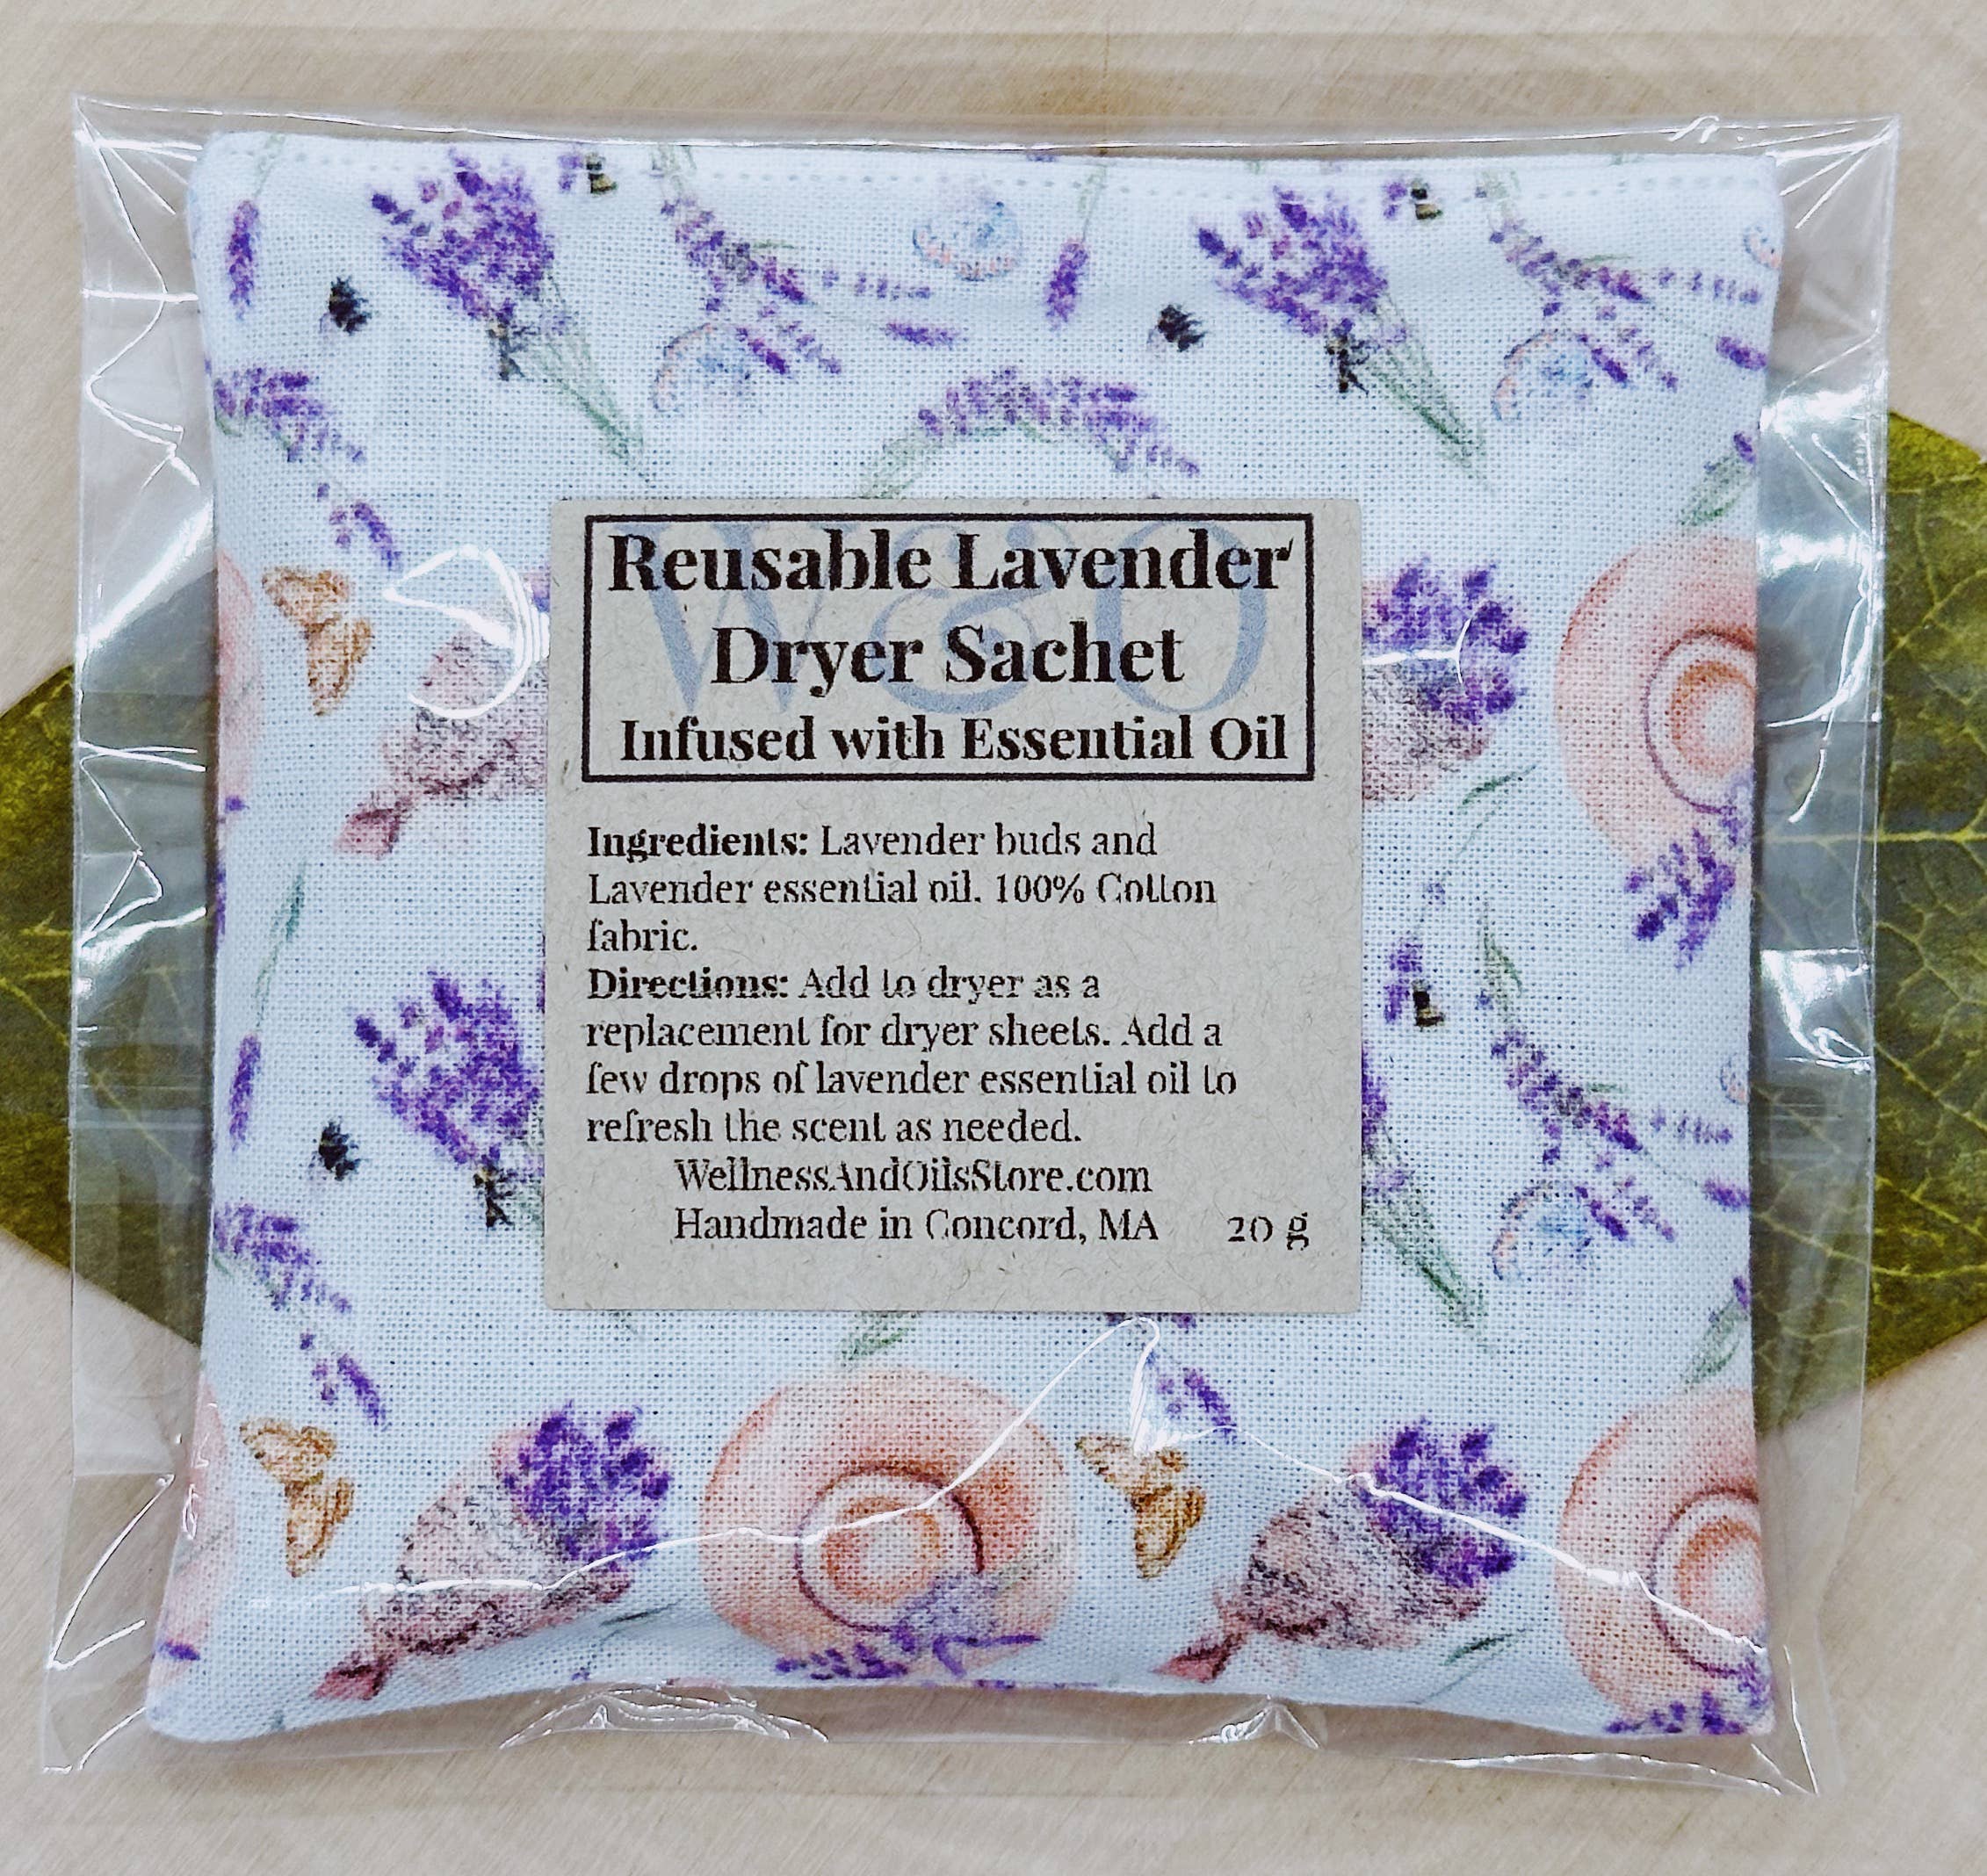 W&O
Reusable Lavender
Dryer Sachet
Infused with Essential Oil
Ingredients: Lavender buds and
Lavender essential oil. 100% Cotton
fabric.
Directions: Add to dryer as a
replacement for dryer sheets. Add a
few drops of lavender essential oil to
refresh the scent as needed.
WellnessAndOilsStore.com
Handmade in Concord, MA 20 g